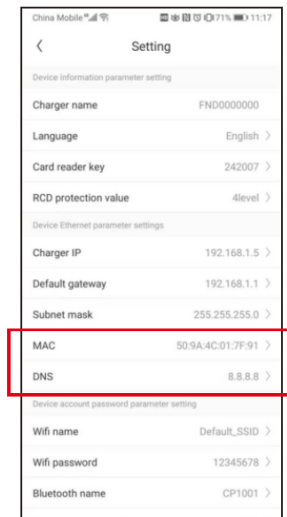 China Mobile 71% 11:17
Setting
Device information parameter setting
Charger name FND0000000
Language English >
Card reader key 242007 >
RCD protection value 4level >
Device Ethernet parameter settings
Charger IP 192.168.1.5 >
Default gateway 192.168.1.1 >
Subnet mask 255.255.255.0 >
MAC 50:9A:4C:01:7F:91 >
DNS 8.8.8.8 >
Device account password parameter setting
Wifi name Default_SSID >
Wifi password 12345678 >
Bluetooth name CP1001 >